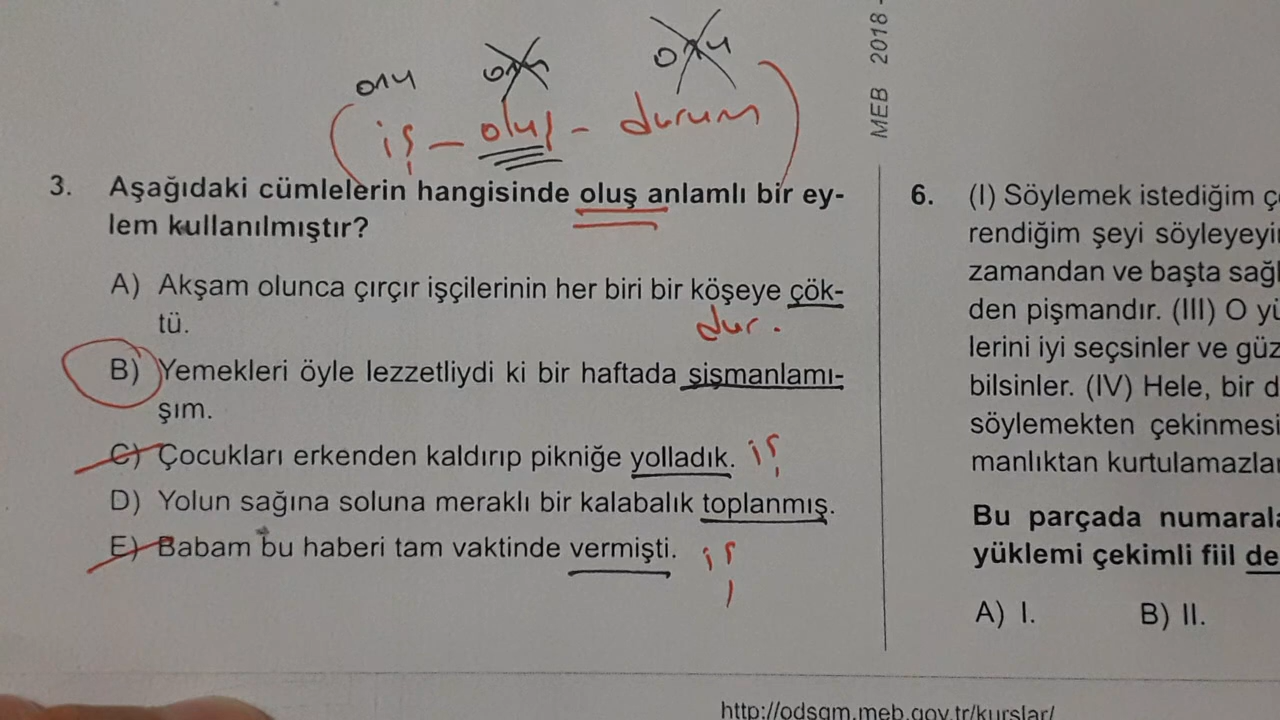 onu onu onu
(iş - oluş - durum)
MEB 2018 -
3. Aşağıdaki cümlelerin hangisinde oluş anlamlı bir ey-
lem kullanılmıştır?
A) Akşam olunca çırçır işçilerinin her biri bir köşeye çök-
tü.
dur.
B) Yemekleri öyle lezzetliydi ki bir haftada şişmanlamı-
şım.
C) Çocukları erkenden kaldırıp pikniğe yolladık. iş
D) Yolun sağına soluna meraklı bir kalabalık toplanmış.
E) Babam bu haberi tam vaktinde vermişti. iş
6. (I) Söylemek istediğim
rendiğim şeyi söyleyeyi
zamandan ve başta sağ
den pişmandır. (III) O
lerini iyi seçsinler ve
bilsinler. (IV) Hele, bir
söylemekten çekinmesi
manlıktan kurtulamazla
Bu parçada
yüklemi çekimli fiil de
A) I. B) II.
http://odsgm.meb.gov.tr/kurslar/